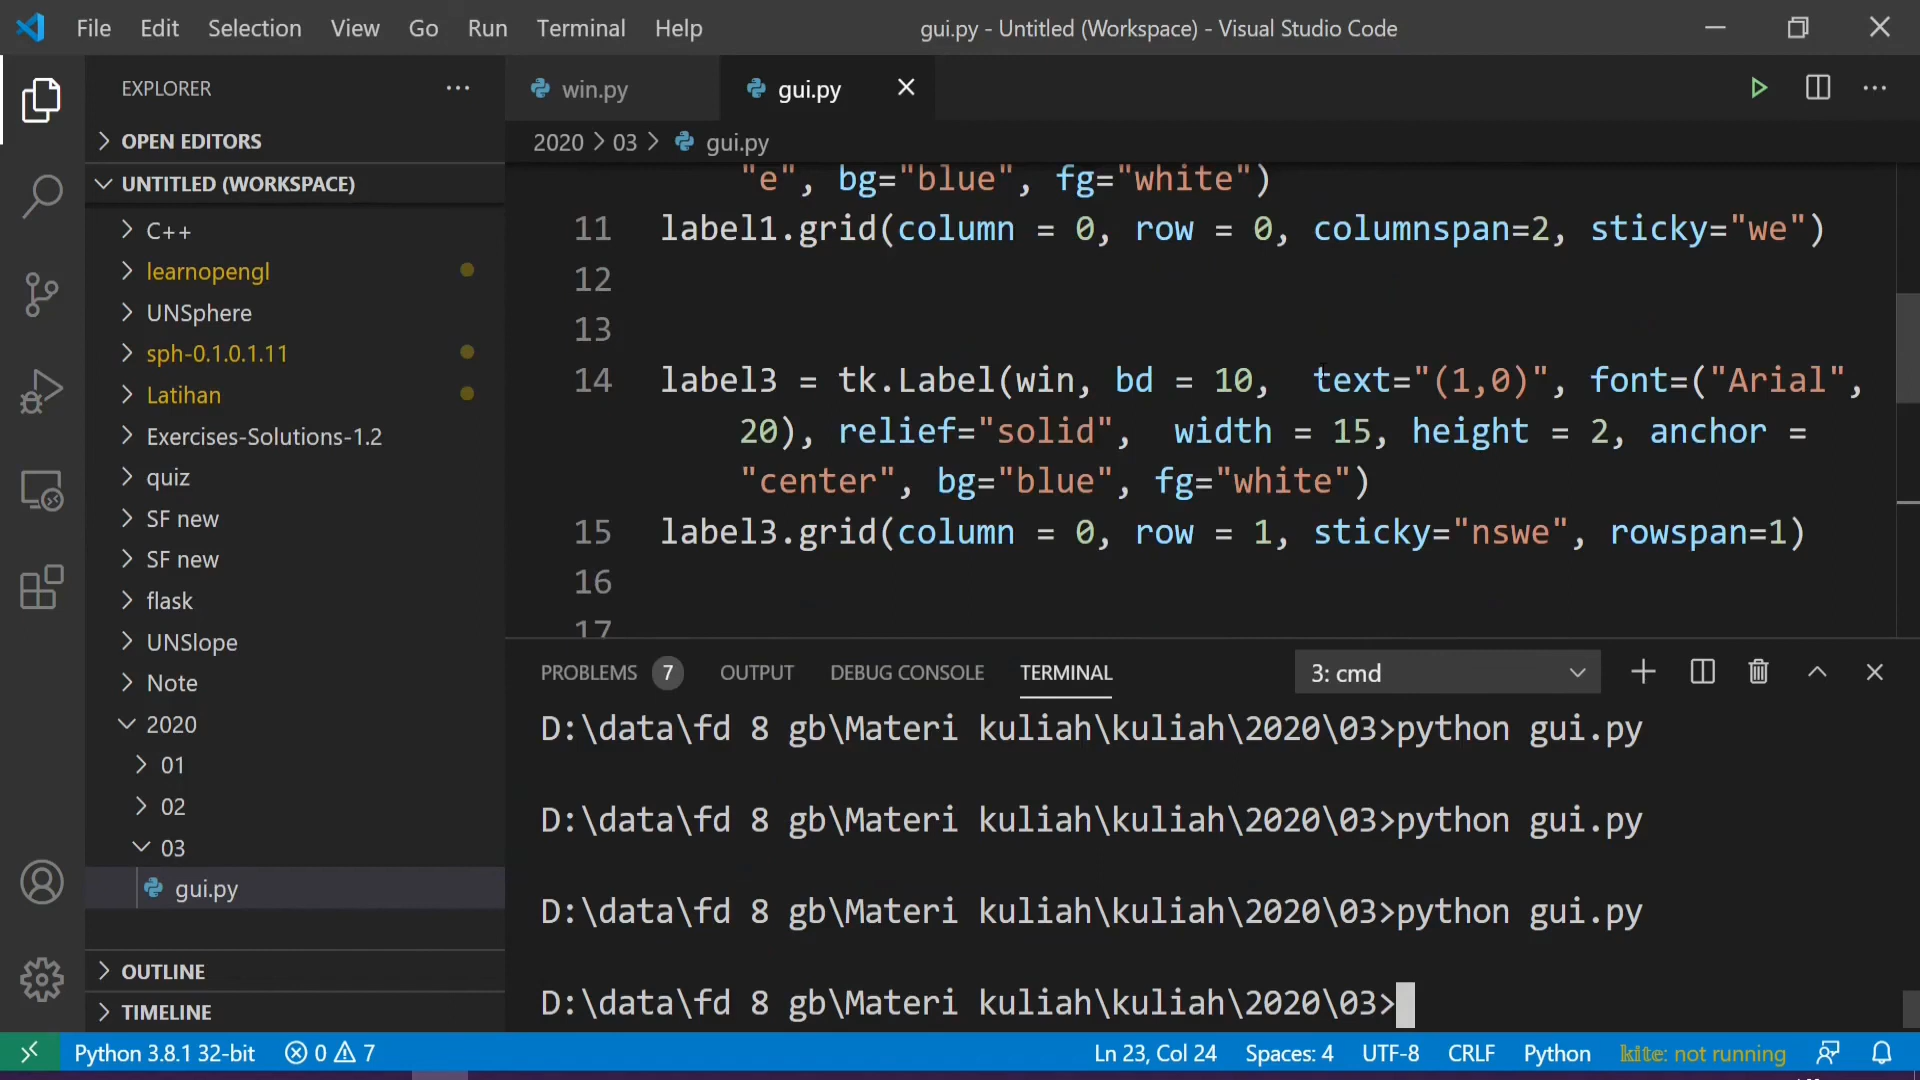 File Edit Selection View Go Run Terminal Help gui.py - Untitled (Workspace) - Visual Studio Code
EXPLORER
OPEN EDITORS
UNTITLED (WORKSPACE)
C++
learnopengl
UNSphere
sph-0.1.0.1.11
Latihan
Exercises-Solutions-1.2
quiz
SF new
SF new
flask
UNSlope
Note
2020
01
02
03
gui.py
OUTLINE
TIMELINE
win.py gui.py
2020 > 03 > gui.py
"e", bg="blue", fg="white")
11 label1.grid(column = 0, row = 0, columnspan=2, sticky="we")
12
13
14 label3 = tk.Label(win, bd = 10,  text="(1,0)", font=("Arial",
20), relief="solid",  width = 15, height = 2, anchor =
"center", bg="blue", fg="white")
15 label3.grid(column = 0, row = 1, sticky="nswe", rowspan=1)
16
17
PROBLEMS 7 OUTPUT DEBUG CONSOLE TERMINAL 3: cmd
D:\data\fd 8 gb\Materi kuliah\kuliah\2020\03>python gui.py
D:\data\fd 8 gb\Materi kuliah\kuliah\2020\03>python gui.py
D:\data\fd 8 gb\Materi kuliah\kuliah\2020\03>python gui.py
D:\data\fd 8 gb\Materi kuliah\kuliah\2020\03>
Python 3.8.1 32-bit 0 7 Ln 23, Col 24 Spaces: 4 UTF-8 CRLF Python kite: not running